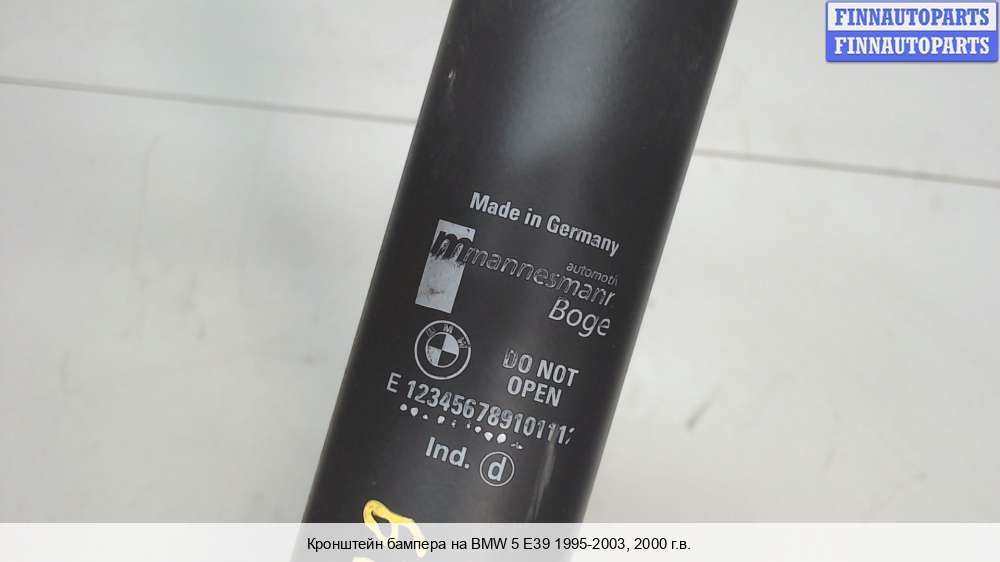 FINNAUTOPARTS
FINNAUTOPARTS
Made in Germany
m mannesmann
automoti
Boge
BMW
DO NOT
OPEN
E 123456789101112
Ind. d
Кронштейн бампера на BMW 5 E39 1995-2003, 2000 г.в.